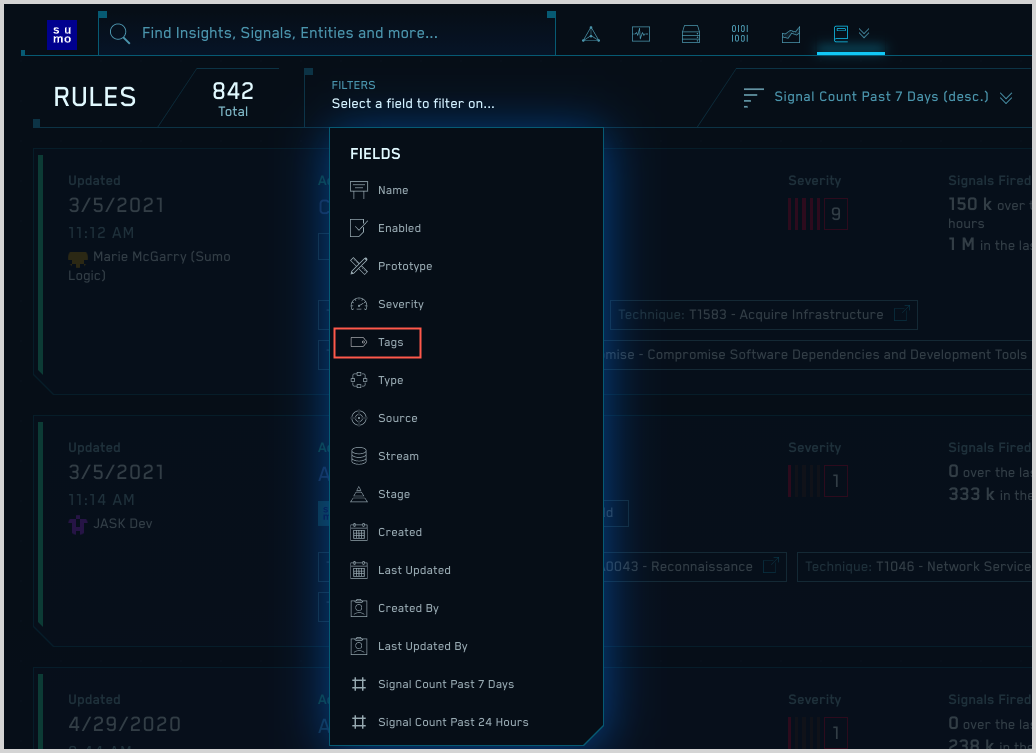 su
mo
Find Insights, Signals, Entities and more...
0101
1001
RULES
842
Total
FILTERS
Select a field to filter on...
Signal Count Past 7 Days (desc.)
FIELDS
Name
Enabled
Prototype
Severity
Tags
Type
Source
Stream
Stage
Created
Last Updated
Created By
Last Updated By
Signal Count Past 7 Days
Signal Count Past 24 Hours
Updated
3/5/2021
11:12 AM
Marie McGarry (Sumo
Logic)
Severity
9
Signals Fired
150 k over
hours
1 M in the las
Technique: T1583 - Acquire Infrastructure
mise - Compromise Software Dependencies and Development Tools
Updated
3/5/2021
11:14 AM
JASK Dev
Severity
1
Signals Fired
0 over the las
333 k in the
ld
0043 - Reconnaissance
Technique: T1046 - Network Service
Updated
4/29/2020
Severity
1
Signals Fired
0 over the las
238 k in the